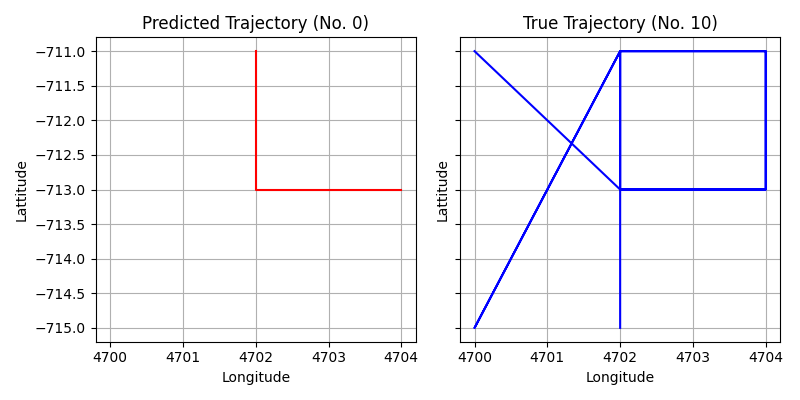 Predicted Trajectory (No. 0)
True Trajectory (No. 10)
−711.0
−711.5
−712.0
−712.5
−713.0
−713.5
−714.0
−714.5
−715.0
Lattitude
Lattitude
4700 4701 4702 4703 4704
4700 4701 4702 4703 4704
Longitude
Longitude